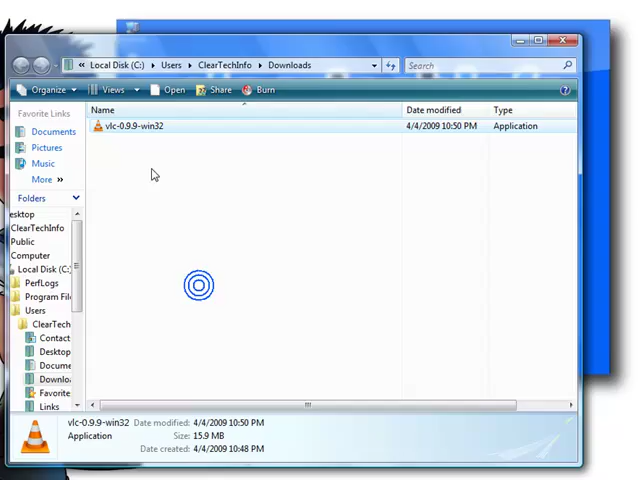 « Local Disk (C:) ▸ Users ▸ ClearTechInfo ▸ Downloads
Search
Organize Views Open Share Burn
Favorite Links
Documents
Pictures
Music
More »
Folders
esktop
ClearTechInfo
Public
Computer
Local Disk (C:
PerfLogs
Program File
Users
ClearTech
Contact
Desktop
Docume
Downlo
Favorite
Links
Name Date modified Type
vlc-0.9.9-win32 4/4/2009 10:50 PM Application
vlc-0.9.9-win32 Date modified: 4/4/2009 10:50 PM
Application Size: 15.9 MB
Date created: 4/4/2009 10:48 PM